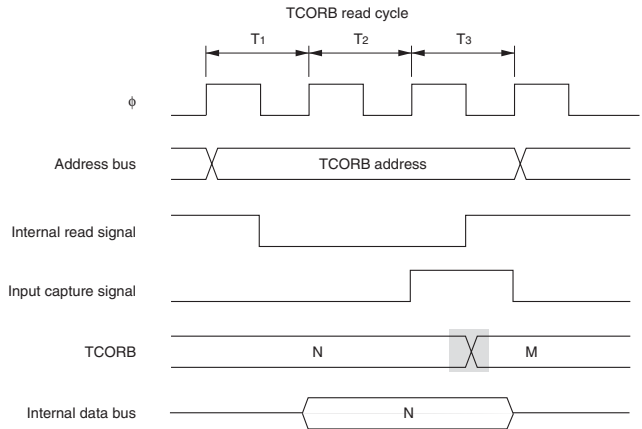 TCORB read cycle
T1 T2 T3
ϕ
Address bus TCORB address
Internal read signal
Input capture signal
TCORB N M
Internal data bus N